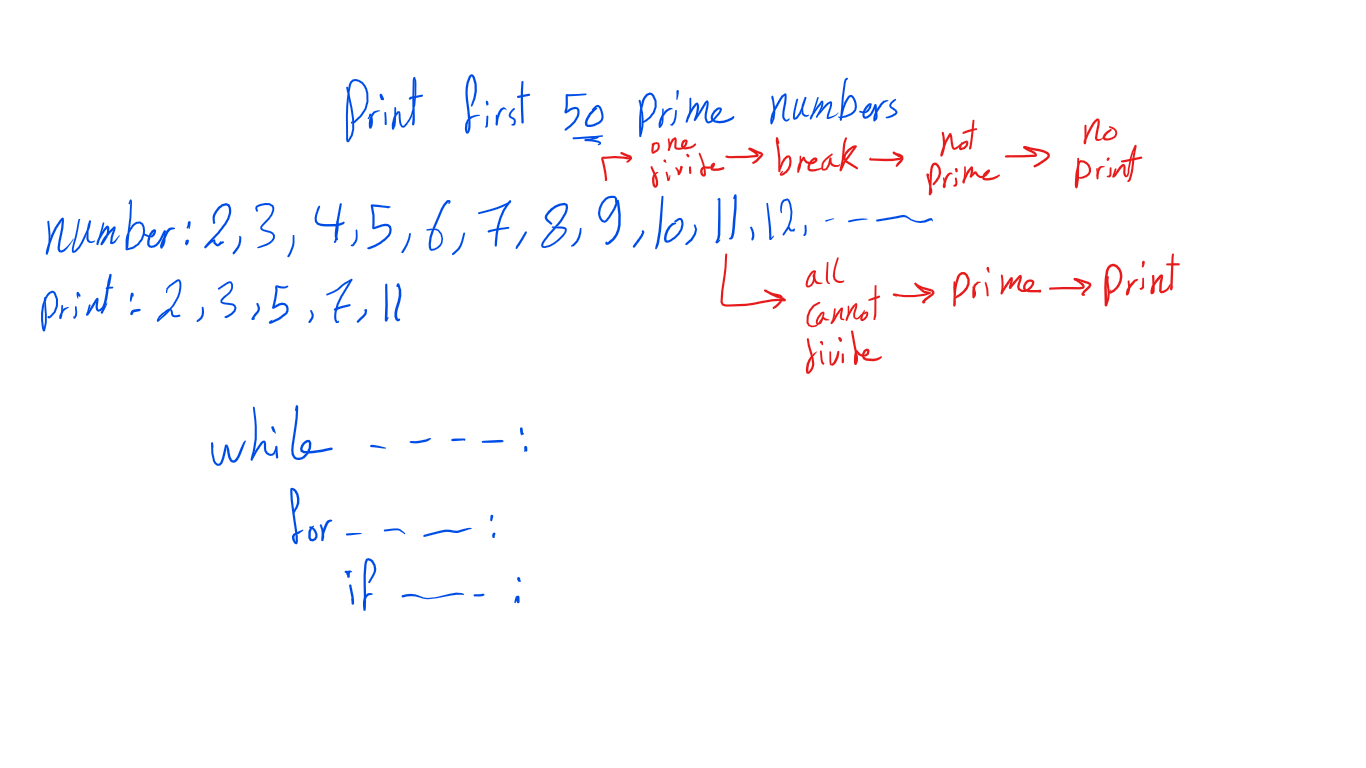 Print first 50 prime numbers
one divide → break → not prime → no print
number: 2, 3, 4, 5, 6, 7, 8, 9, 10, 11, 12, -----
print: 2, 3, 5, 7, 11
all cannot divide → prime → print
while ----:
for ---:
if ---: